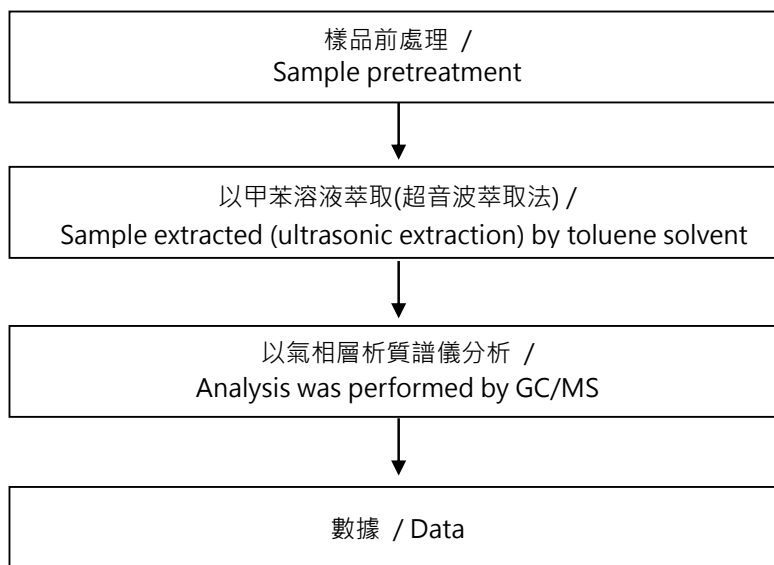 樣品前處理 /
Sample pretreatment
以甲苯溶液萃取(超音波萃取法) /
Sample extracted (ultrasonic extraction) by toluene solvent
以氣相層析質譜儀分析 /
Analysis was performed by GC/MS
數據 / Data